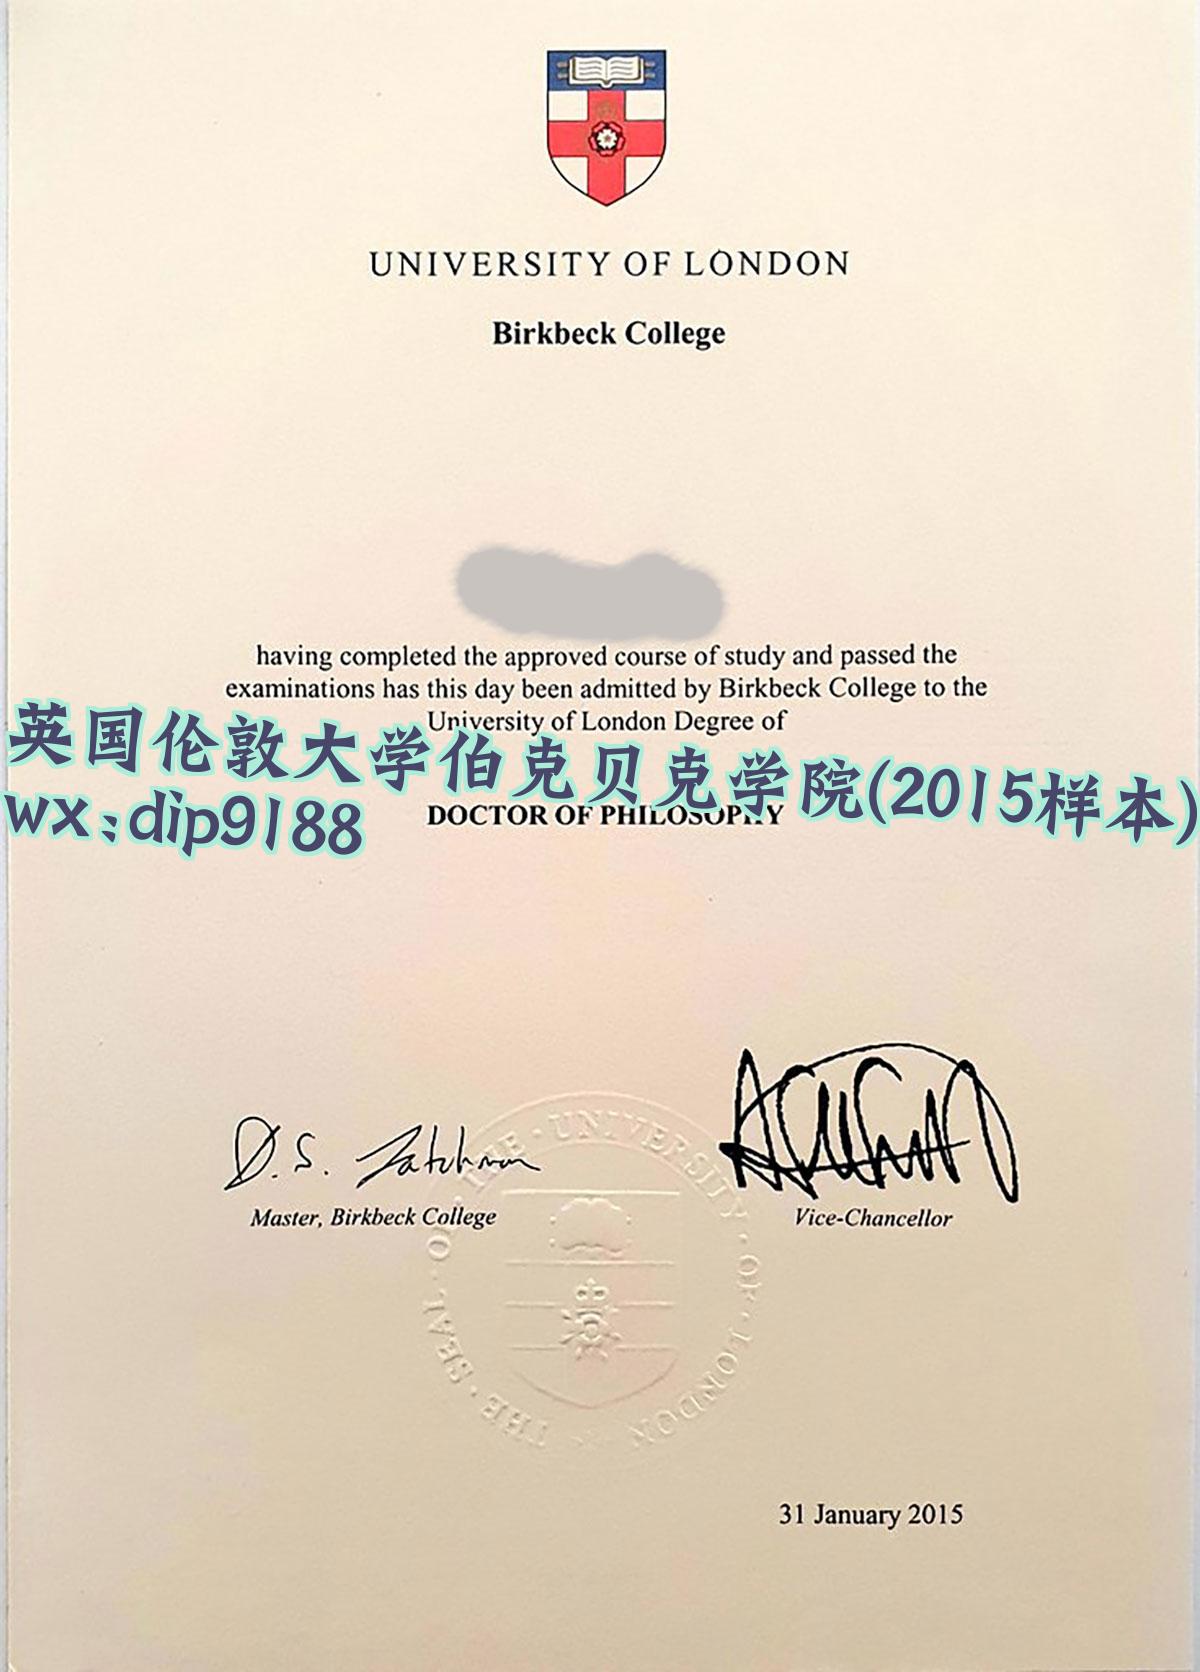 UNIVERSITY OF LONDON
Birkbeck College
having completed the approved course of study and passed the
examinations has this day been admitted by Birkbeck College to the
University of London Degree of
英国伦敦大学伯克贝克学院(2015样本)
wx:dip9188
DOCTOR OF PHILOSOPHY
D.S. Latchman
Master, Birkbeck College
Vice-Chancellor
THE · SEAL · OF · THE · UNIVERSITY · OF · LONDON
31 January 2015